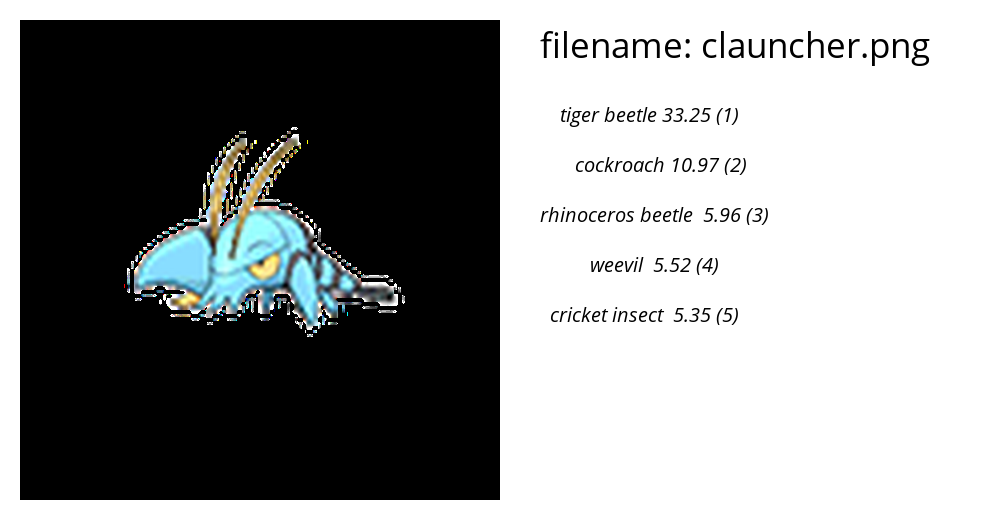 filename: clauncher.png
tiger beetle 33.25 (1)
cockroach 10.97 (2)
rhinoceros beetle  5.96 (3)
weevil  5.52 (4)
cricket insect  5.35 (5)